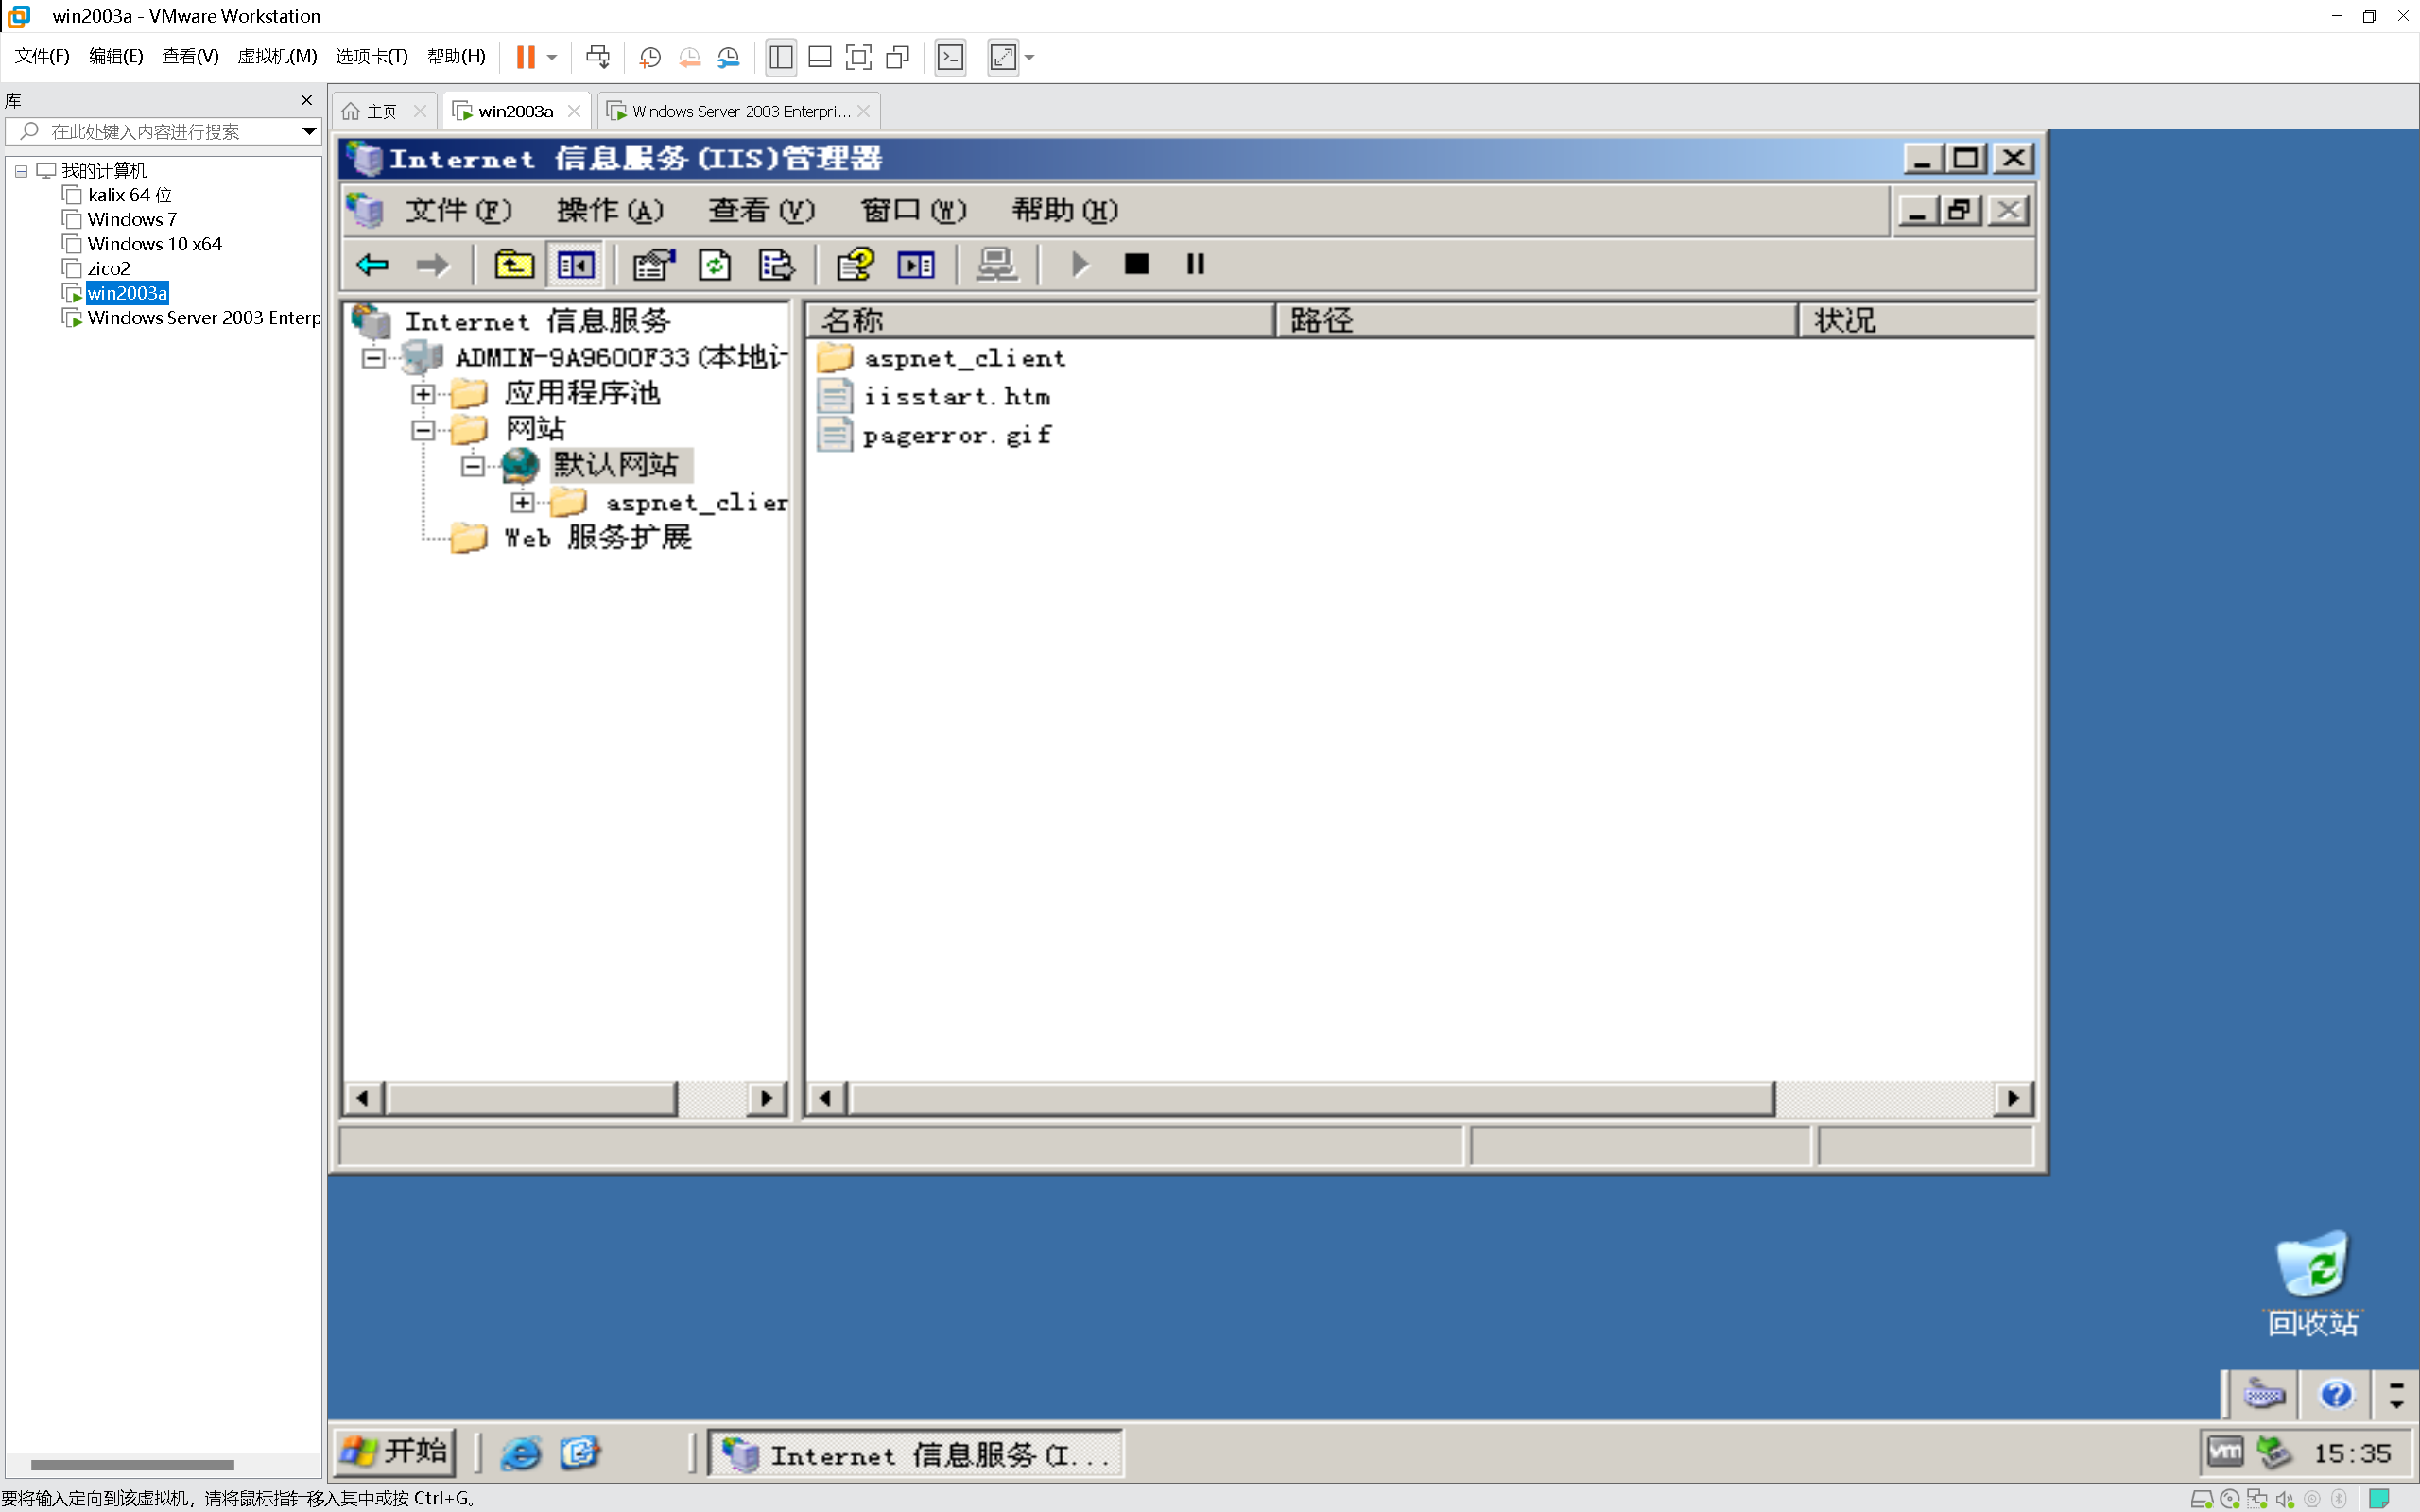 win2003a - VMware Workstation
文件(F) 编辑(E) 查看(V) 虚拟机(M) 选项卡(T) 帮助(H)
库
在此处键入内容进行搜索
我的计算机
kalix 64 位
Windows 7
Windows 10 x64
zico2
win2003a
Windows Server 2003 Enterp
主页
win2003a
Windows Server 2003 Enterpri...
Internet 信息服务(IIS)管理器
文件(F) 操作(A) 查看(V) 窗口(W) 帮助(H)
Internet 信息服务
ADMIN-9A9600F33(本地计
应用程序池
网站
默认网站
aspnet_clien
Web 服务扩展
名称 路径 状况
aspnet_client
iisstart.htm
pagerror.gif
回收站
开始
Internet 信息服务(I...
vm
15:35
要将输入定向到该虚拟机，请将鼠标指针移入其中或按 Ctrl+G。